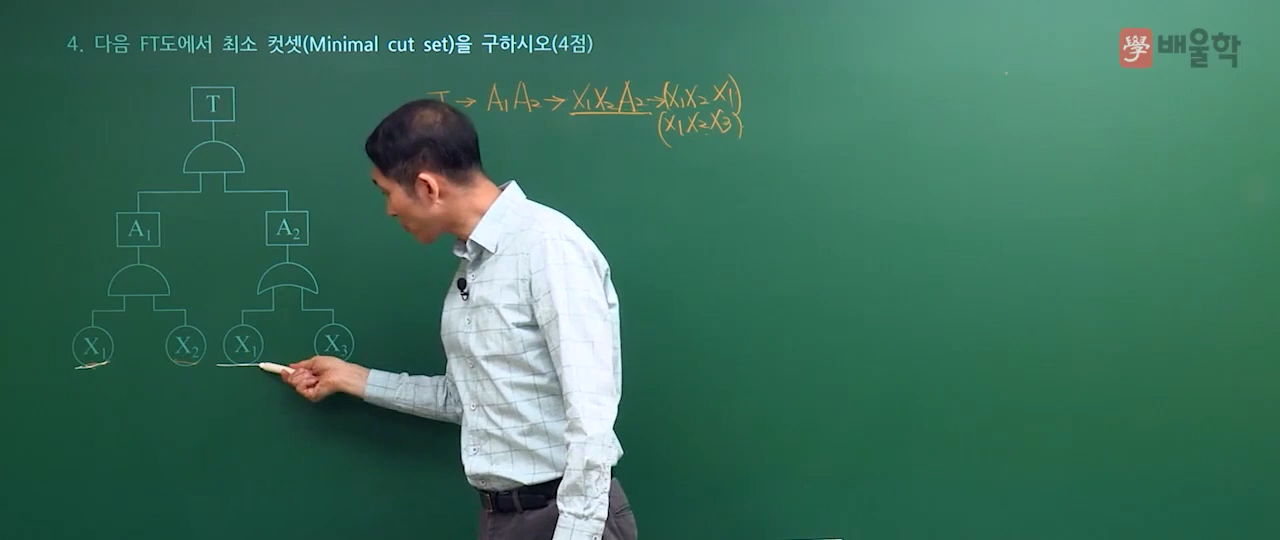 4. 다음 FT도에서 최소 컷셋(Minimal cut set)을 구하시오(4점)
學 배울학
T → A₁A₂ → X₁X₂A₂ → (X₁X₂X₁)
(X₁X₂X₃)
T
A₁ A₂
X₁ X₂ X₁ X₃